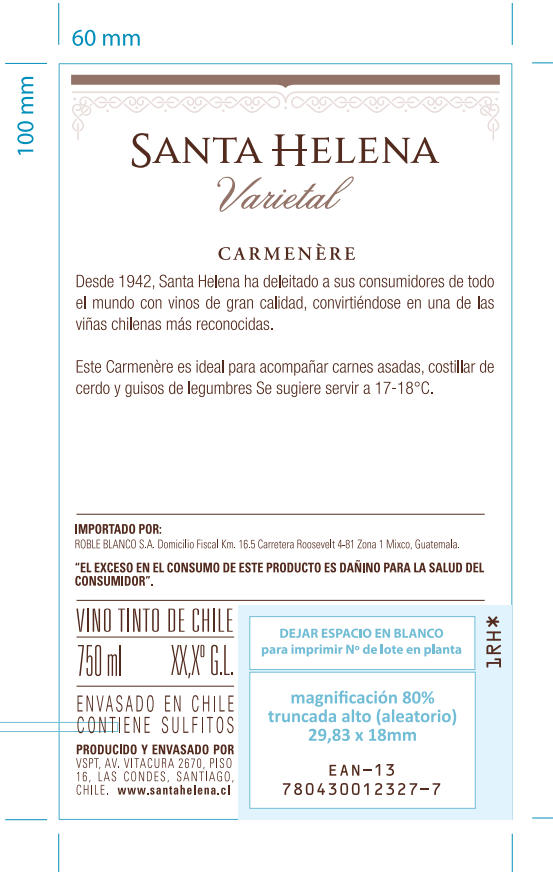 60 mm
100 mm
SANTA HELENA
Varietal
CARMENÈRE
Desde 1942, Santa Helena ha deleitado a sus consumidores de todo
el mundo con vinos de gran calidad, convirtiéndose en una de las
viñas chilenas más reconocidas.
Este Carmenère es ideal para acompañar carnes asadas, costillar de
cerdo y guisos de legumbres Se sugiere servir a 17-18°C.
IMPORTADO POR:
ROBLE BLANCO S.A. Domicilio Fiscal Km. 16.5 Carretera Roosevelt 4-81 Zona 1 Mixco, Guatemala.
“EL EXCESO EN EL CONSUMO DE ESTE PRODUCTO ES DAÑINO PARA LA SALUD DEL
CONSUMIDOR”.
VINO TINTO DE CHILE
750 ml XX,Xº G.L.
ENVASADO EN CHILE
CONTIENE SULFITOS
PRODUCIDO Y ENVASADO POR
VSPT, AV. VITACURA 2670, PISO
16, LAS CONDES, SANTIAGO,
CHILE. www.santahelena.cl
DEJAR ESPACIO EN BLANCO
para imprimir Nº de lote en planta
1RH*
magnificación 80%
truncada alto (aleatorio)
29,83 x 18mm
EAN-13
780430012327-7